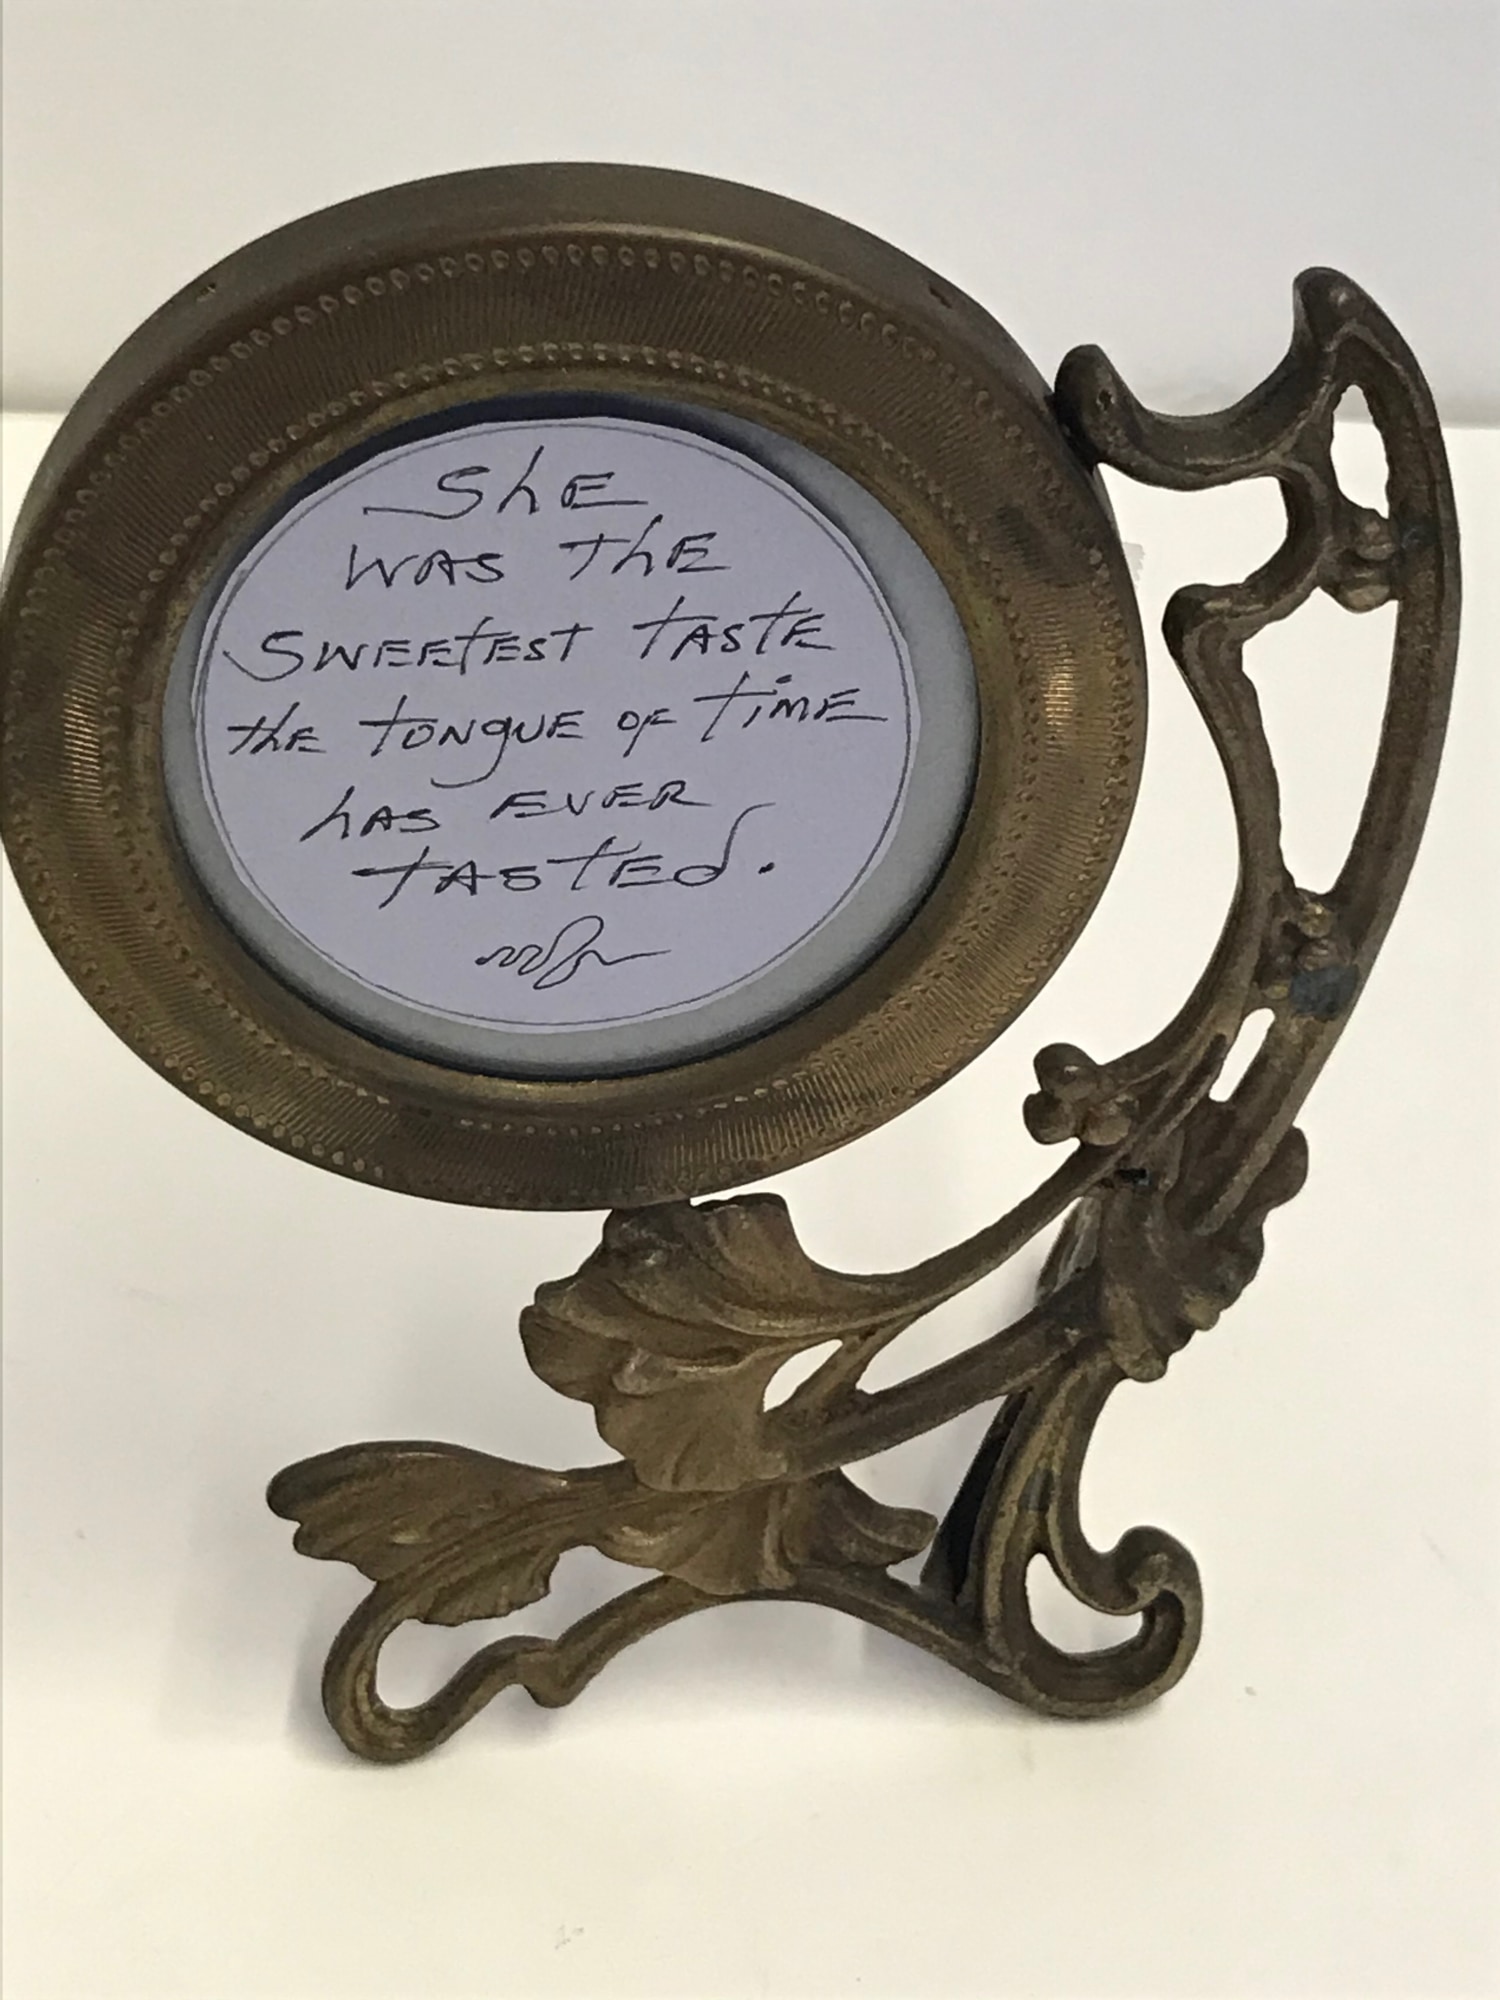 She
was the
sweetest taste
the tongue of time
has ever
tasted.